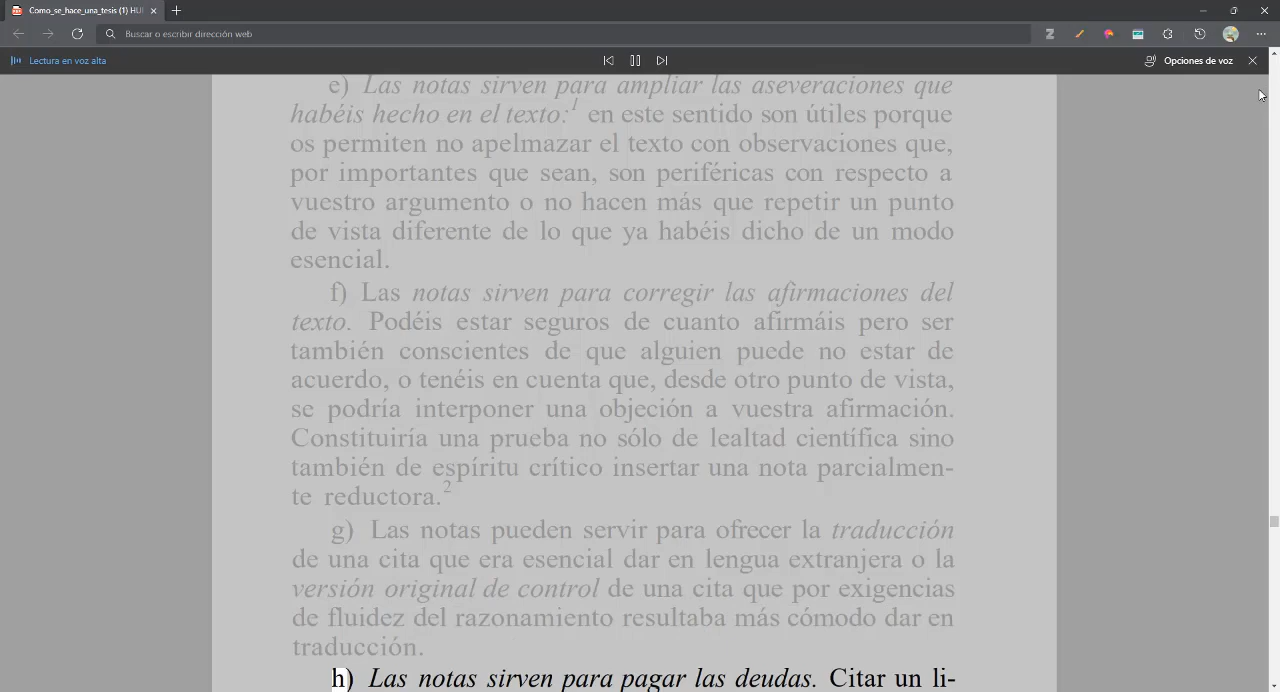 Como_se_hace_una_tesis (1) HUI
Buscar o escribir dirección web
Lectura en voz alta
Opciones de voz
e) Las notas sirven para ampliar las aseveraciones que
habéis hecho en el texto:1 en este sentido son útiles porque
os permiten no apelmazar el texto con observaciones que,
por importantes que sean, son periféricas con respecto a
vuestro argumento o no hacen más que repetir un punto
de vista diferente de lo que ya habéis dicho de un modo
esencial.
f) Las notas sirven para corregir las afirmaciones del
texto. Podéis estar seguros de cuanto afirmáis pero ser
también conscientes de que alguien puede no estar de
acuerdo, o tenéis en cuenta que, desde otro punto de vista,
se podría interponer una objeción a vuestra afirmación.
Constituiría una prueba no sólo de lealtad científica sino
también de espíritu crítico insertar una nota parcialmen-
te reductora.2
g) Las notas pueden servir para ofrecer la traducción
de una cita que era esencial dar en lengua extranjera o la
versión original de control de una cita que por exigencias
de fluidez del razonamiento resultaba más cómodo dar en
traducción.
h) Las notas sirven para pagar las deudas. Citar un li-